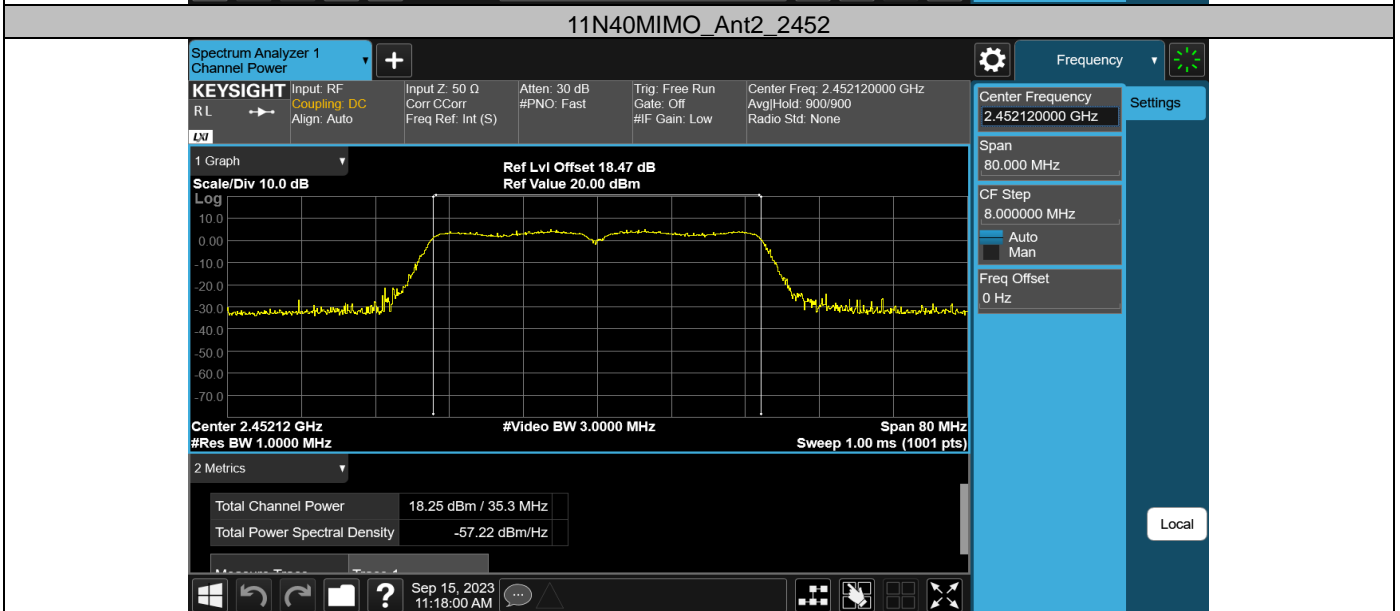 11N40MIMO_Ant2_2452
Spectrum Analyzer 1
Channel Power
Frequency
KEYSIGHT
RL
LXI
Input: RF
Coupling: DC
Align: Auto
Input Z: 50 Ω
Corr CCorr
Freq Ref: Int (S)
Atten: 30 dB
#PNO: Fast
Trig: Free Run
Gate: Off
#IF Gain: Low
Center Freq: 2.452120000 GHz
Avg|Hold: 900/900
Radio Std: None
Center Frequency
2.452120000 GHz
Settings
Span
80.000 MHz
CF Step
8.000000 MHz
Auto
Man
Freq Offset
0 Hz
1 Graph
Scale/Div 10.0 dB
Ref Lvl Offset 18.47 dB
Ref Value 20.00 dBm
Log
10.0
0.00
-10.0
-20.0
-30.0
-40.0
-50.0
-60.0
-70.0
Center 2.45212 GHz
#Video BW 3.0000 MHz
Span 80 MHz
#Res BW 1.0000 MHz
Sweep 1.00 ms (1001 pts)
2 Metrics
Total Channel Power 18.25 dBm / 35.3 MHz
Total Power Spectral Density -57.22 dBm/Hz
Local
?
Sep 15, 2023
11:18:00 AM